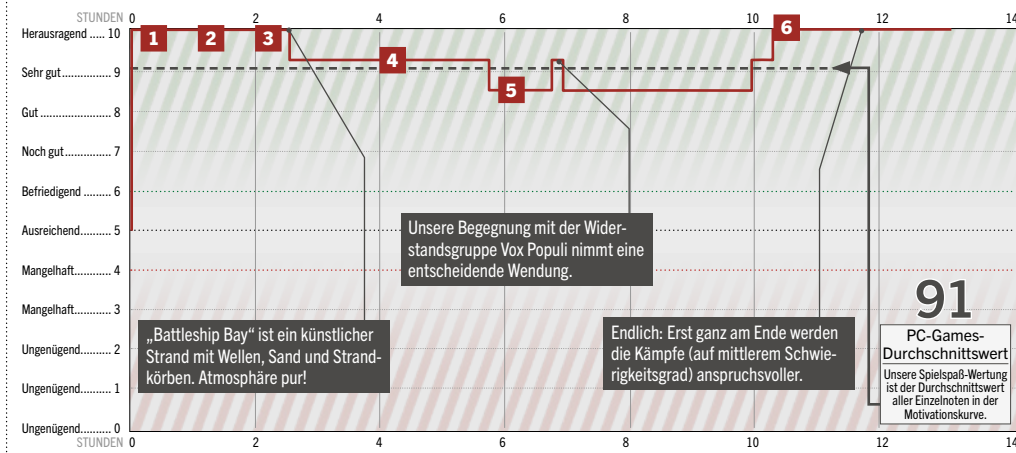 STUNDEN 0 2 4 6 8 10 12 14
Herausragend . 10
Sehr gut ........... 9
Gut ................... 8
Noch gut ............... 7
Befriedigend ......... 6
Ausreichend ......... 5
Mangelhaft ......... 4
Mangelhaft ......... 3
Ungenügend ......... 2
Ungenügend ......... 1
Ungenügend ......... 0
STUNDEN 0 2 4 6 8 10 12 14
1 2 3 4 5 6
„Battleship Bay“ ist ein künstlicher
Strand mit Wellen, Sand und Strand-
körben. Atmosphäre pur!
Unsere Begegnung mit der Wider-
standsgruppe Vox Populi nimmt eine
entscheidende Wendung.
Endlich: Erst ganz am Ende werden
die Kämpfe (auf mittlerem Schwie-
rigkeitsgrad) anspruchsvoller.
91
PC-Games-
Durchschnittswert
Unsere Spielspaß-Wertung
ist der Durchschnittswert
aller Einzelnoten in der
Motivationskurve.